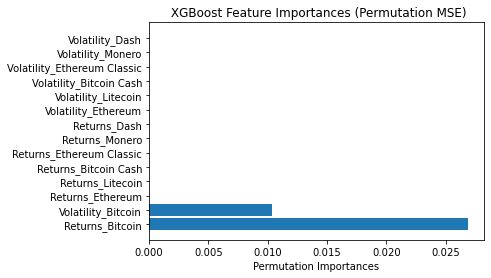 XGBoost Feature Importances (Permutation MSE)
Volatility_Dash
Volatility_Monero
Volatility_Ethereum Classic
Volatility_Bitcoin Cash
Volatility_Litecoin
Volatility_Ethereum
Returns_Dash
Returns_Monero
Returns_Ethereum Classic
Returns_Bitcoin Cash
Returns_Litecoin
Returns_Ethereum
Volatility_Bitcoin
Returns_Bitcoin
0.000 0.005 0.010 0.015 0.020 0.025
Permutation Importances